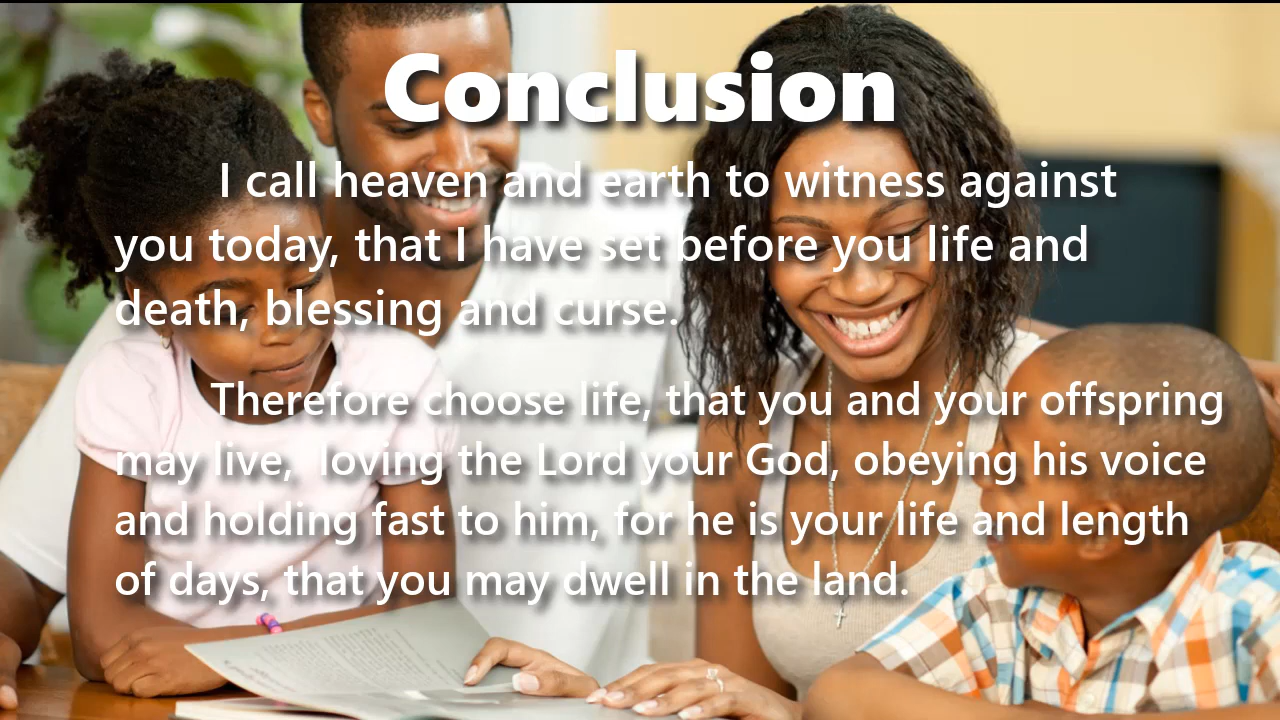 Conclusion
I call heaven and earth to witness against
you today, that I have set before you life and
death, blessing and curse.
Therefore choose life, that you and your offspring
may live,  loving the Lord your God, obeying his voice
and holding fast to him, for he is your life and length
of days, that you may dwell in the land.